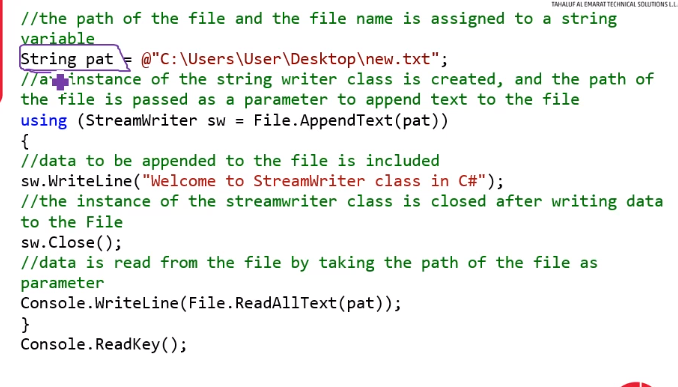 TAHALUF AL EMARAT TECHNICAL SOLUTIONS L.L.
//the path of the file and the file name is assigned to a string
variable
String pat = @"C:\Users\User\Desktop\new.txt";
//a instance of the string writer class is created, and the path of
the file is passed as a parameter to append text to the file
using (StreamWriter sw = File.AppendText(pat))
{
//data to be appended to the file is included
sw.WriteLine("Welcome to StreamWriter class in C#");
//the instance of the streamwriter class is closed after writing data
to the File
sw.Close();
//data is read from the file by taking the path of the file as
parameter
Console.WriteLine(File.ReadAllText(pat));
}
Console.ReadKey();